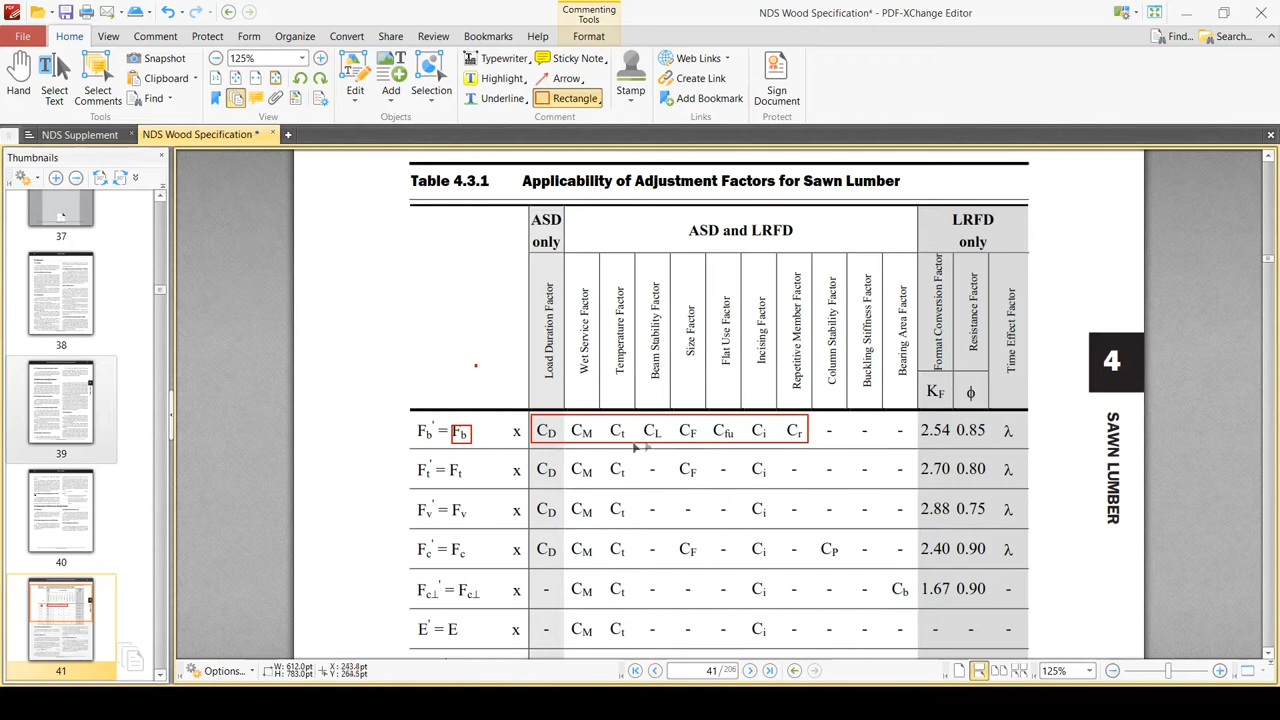 Commenting
Tools
NDS Wood Specification* - PDF-XChange Editor
File Home View Comment Protect Form Organize Convert Share Review Bookmarks Help Format Find... Search...
Hand
Select
Text
Select
Comments
Snapshot
Clipboard
Find
Tools
125%
View
Edit
Add
Selection
Objects
Typewriter
Highlight
Underline
Sticky Note
Arrow
Rectangle
Comment
Stamp
Web Links
Create Link
Add Bookmark
Links
Sign
Document
Protect
NDS Supplement NDS Wood Specification *
Thumbnails
37
38
39
40
41
Table 4.3.1 Applicability of Adjustment Factors for Sawn Lumber
ASD
only
ASD and LRFD
LRFD
only
Load Duration Factor
Wet Service Factor
Temperature Factor
Beam Stability Factor
Size Factor
Flat Use Factor
Incising Factor
Repetitive Member Factor
Column Stability Factor
Buckling Stiffness Factor
Bearing Area Factor
Format Conversion Factor
Resistance Factor
Time Effect Factor
KF ϕ
Fb' = Fb x CD CM Ct CL CF Cfu Ci Cr - - - 2.54 0.85 λ
Ft' = Ft x CD CM Ct - CF - Ci - - - - 2.70 0.80 λ
Fv' = Fv x CD CM Ct - - - Ci - - - - 2.88 0.75 λ
Fc' = Fc x CD CM Ct - CF - Ci - CP - - 2.40 0.90 λ
Fc⊥' = Fc⊥ x - CM Ct - - - Ci - - - Cb 1.67 0.90 -
E' = E x - CM Ct - - - Ci - - - - - - -
4
SAWN LUMBER
Options...
W: 612.0pt
H: 783.0pt
X: 243.8pt
Y: 264.5pt
41 / 206
125%